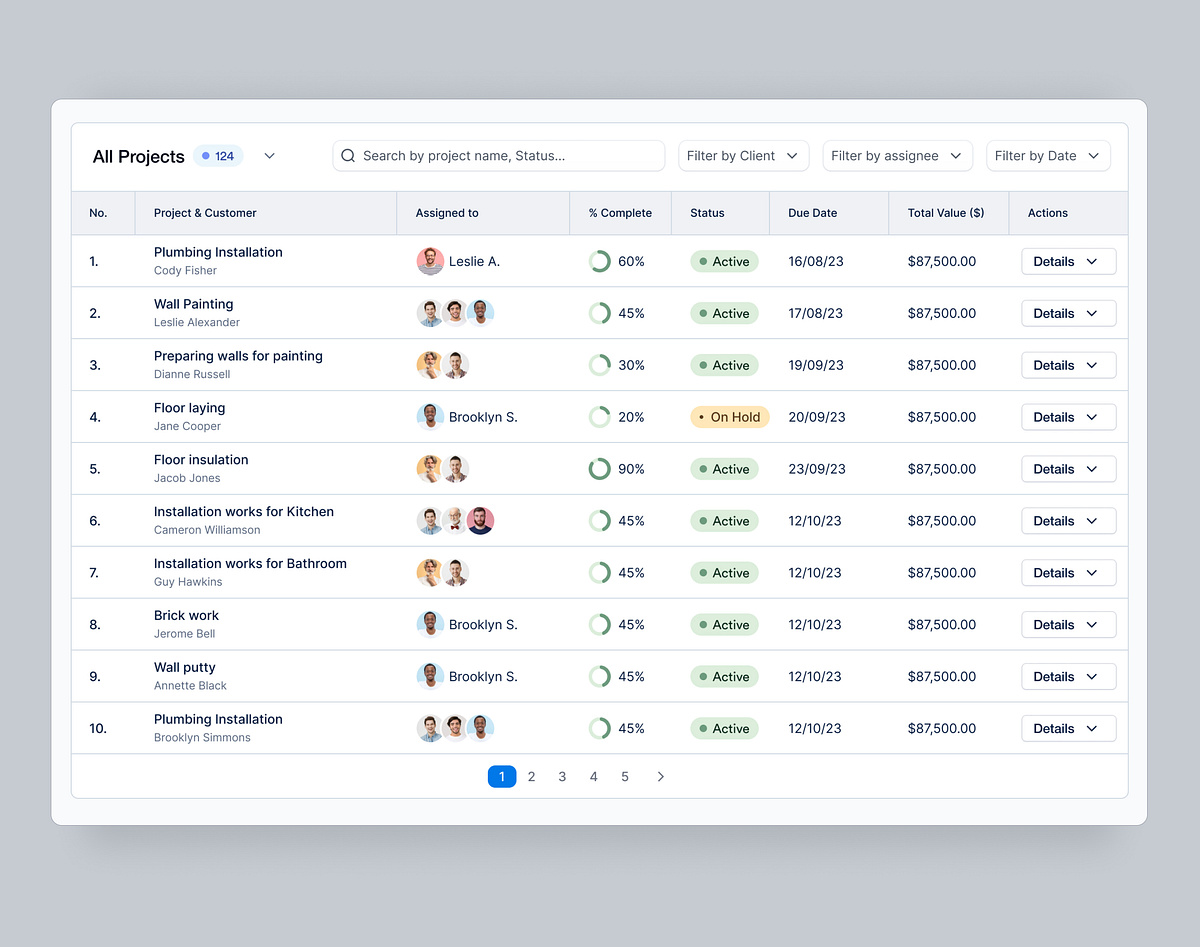 All Projects 124 Search by project name, Status... Filter by Client Filter by assignee Filter by Date
No. Project & Customer Assigned to % Complete Status Due Date Total Value ($) Actions
1. Plumbing Installation Leslie A. 60% Active 16/08/23 $87,500.00 Details
Cody Fisher
2. Wall Painting 45% Active 17/08/23 $87,500.00 Details
Leslie Alexander
3. Preparing walls for painting 30% Active 19/09/23 $87,500.00 Details
Dianne Russell
4. Floor laying Brooklyn S. 20% On Hold 20/09/23 $87,500.00 Details
Jane Cooper
5. Floor insulation 90% Active 23/09/23 $87,500.00 Details
Jacob Jones
6. Installation works for Kitchen 45% Active 12/10/23 $87,500.00 Details
Cameron Williamson
7. Installation works for Bathroom 45% Active 12/10/23 $87,500.00 Details
Guy Hawkins
8. Brick work Brooklyn S. 45% Active 12/10/23 $87,500.00 Details
Jerome Bell
9. Wall putty Brooklyn S. 45% Active 12/10/23 $87,500.00 Details
Annette Black
10. Plumbing Installation 45% Active 12/10/23 $87,500.00 Details
Brooklyn Simmons
1 2 3 4 5